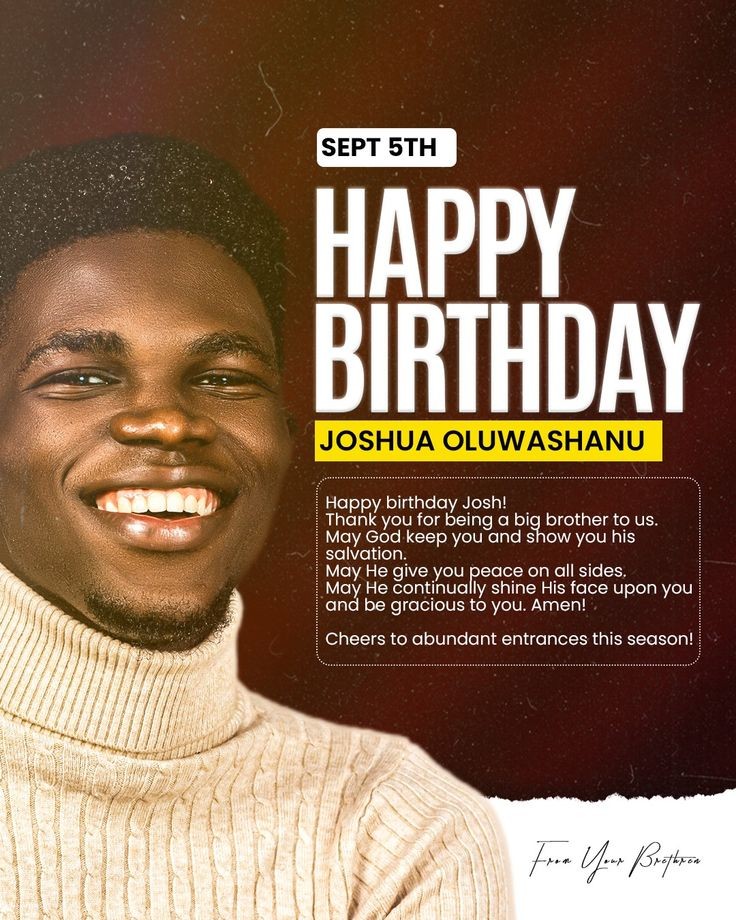 SEPT 5TH
HAPPY
BIRTHDAY
JOSHUA OLUWASHANU
Happy birthday Josh!
Thank you for being a big brother to us.
May God keep you and show you his
salvation.
May He give you peace on all sides.
May He continually shine His face upon you
and be gracious to you. Amen!
Cheers to abundant entrances this season!
From Your Brethren